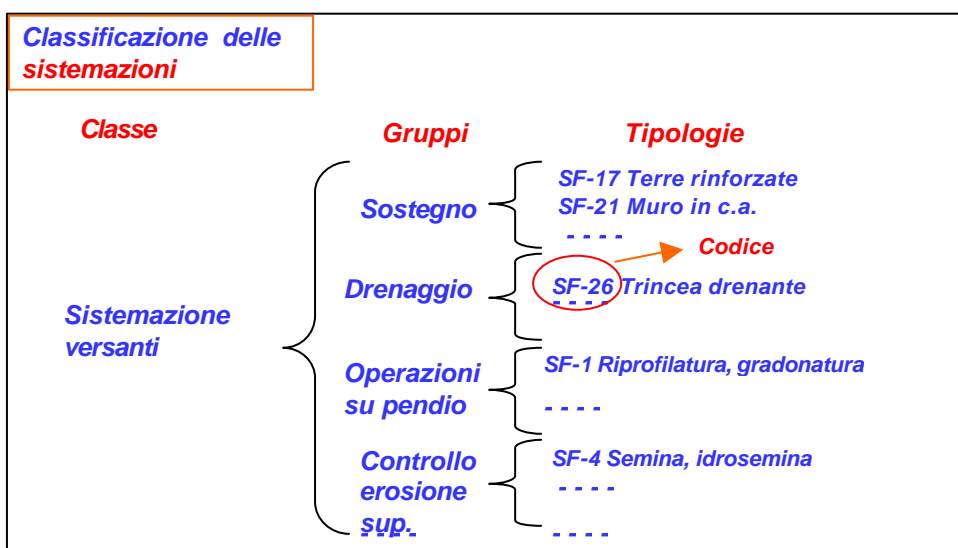 Classificazione delle
sistemazioni
Classe
Gruppi
Tipologie
Sistemazione
versanti
Sostegno
SF-17 Terre rinforzate
SF-21 Muro in c.a.
- - - -
Codice
Drenaggio
SF-26 Trincea drenante
- - - -
Operazioni
su pendio
SF-1 Riprofilatura, gradonatura
- - - -
Controllo
erosione
sup.
SF-4 Semina, idrosemina
- - - -
- - - -
- - - -